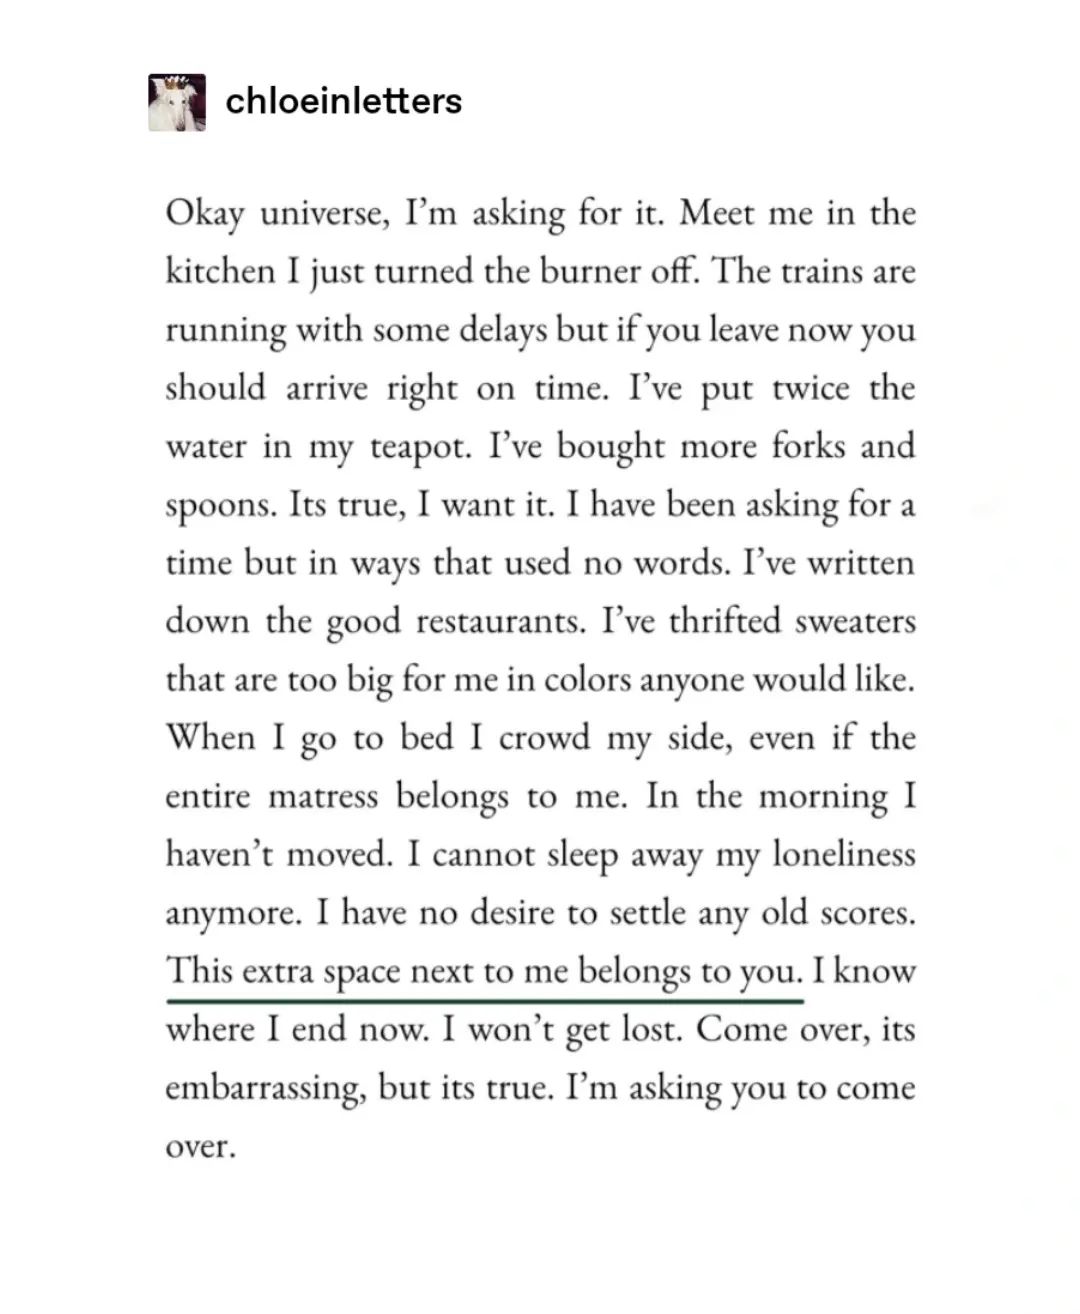 chloeinletters
Okay universe, I’m asking for it. Meet me in the
kitchen I just turned the burner off. The trains are
running with some delays but if you leave now you
should arrive right on time. I’ve put twice the
water in my teapot. I’ve bought more forks and
spoons. Its true, I want it. I have been asking for a
time but in ways that used no words. I’ve written
down the good restaurants. I’ve thrifted sweaters
that are too big for me in colors anyone would like.
When I go to bed I crowd my side, even if the
entire matress belongs to me. In the morning I
haven’t moved. I cannot sleep away my loneliness
anymore. I have no desire to settle any old scores.
This extra space next to me belongs to you. I know
where I end now. I won’t get lost. Come over, its
embarrassing, but its true. I’m asking you to come
over.